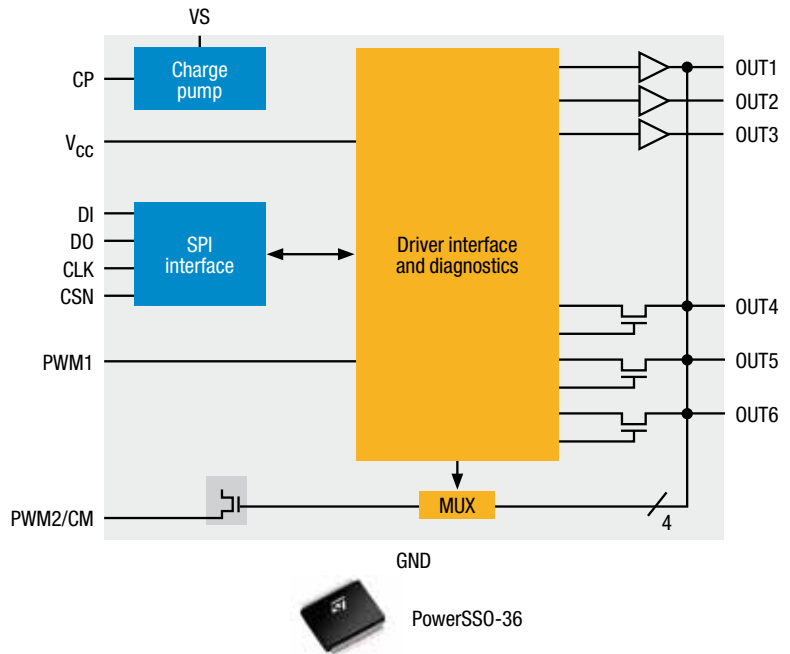 VS
CP
Charge
pump
OUT1
OUT2
OUT3
VCC
DI
DO
CLK
CSN
SPI
interface
Driver interface
and diagnostics
OUT4
OUT5
OUT6
PWM1
PWM2/CM
MUX
4
GND
ST
PowerSSO-36